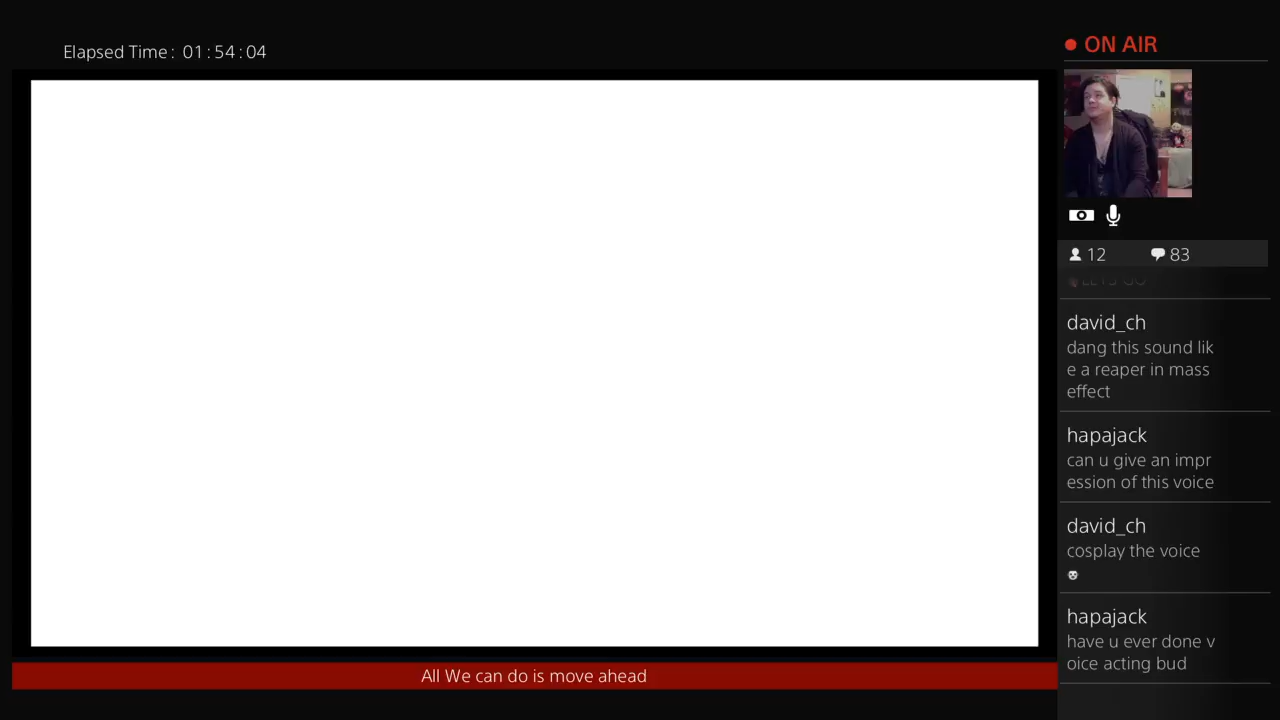 Elapsed Time: 01:54:04
ON AIR
12 83
LETS GO
david_ch
dang this sound lik
e a reaper in mass
effect
hapajack
can u give an impr
ession of this voice
david_ch
cosplay the voice
hapajack
have u ever done v
oice acting bud
All We can do is move ahead